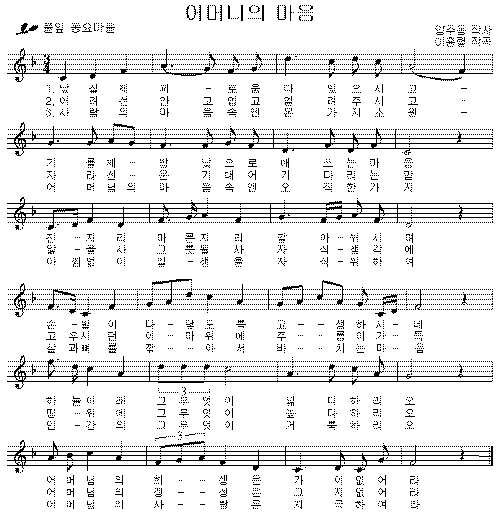 어머니의 마음
풀잎 풍요마을
양주동 작사
이흥렬 작곡
1. 낳실제 괴-로움 다 잊으시 고-
2. 어려선 안 고업고 얼려주시 고
3. 사람의 마 음속엔 온 가지소 원-
기 를제- 밤 낮으로 애 쓰는마 음
자 라선- 문 기대어 기 다리는 맘
어 머님의 마 음속엔 오 직한가 지
진-자리 마 른자리 갈 아-뉘시 며
앓-을사 그 릇될사 자 식-생각 에
아 낌없이 일-생을 자 식-위하 여
손-발이 다-닳도록 고-생하시-네
고우시던 이마위에 주-름이가-득
살과뼈를 깎-아서 바-치는마-음
하 늘아래 그무엇이 넓 다하리 오
땅-위에 그무엇이 높 다하리 오
인-간의 그무엇이 거 룩하리 오
어머님의 희-생은 가 이없어 라
어머님의 정-성은 그 지없어 라
어머님의 사-랑은 그 지없어 라